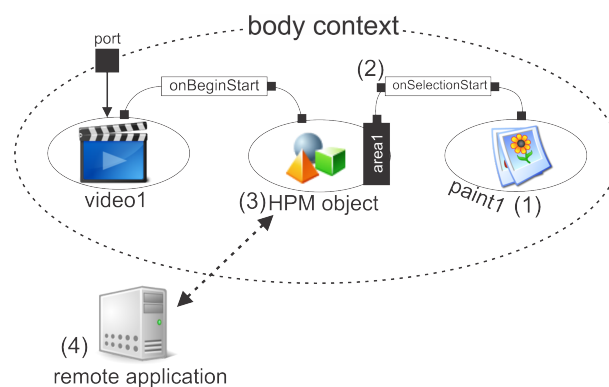 body context
port
onBeginStart
(2)
onSelectionStart
area1
video1
(3) HPM object
paint1 (1)
(4)
remote application